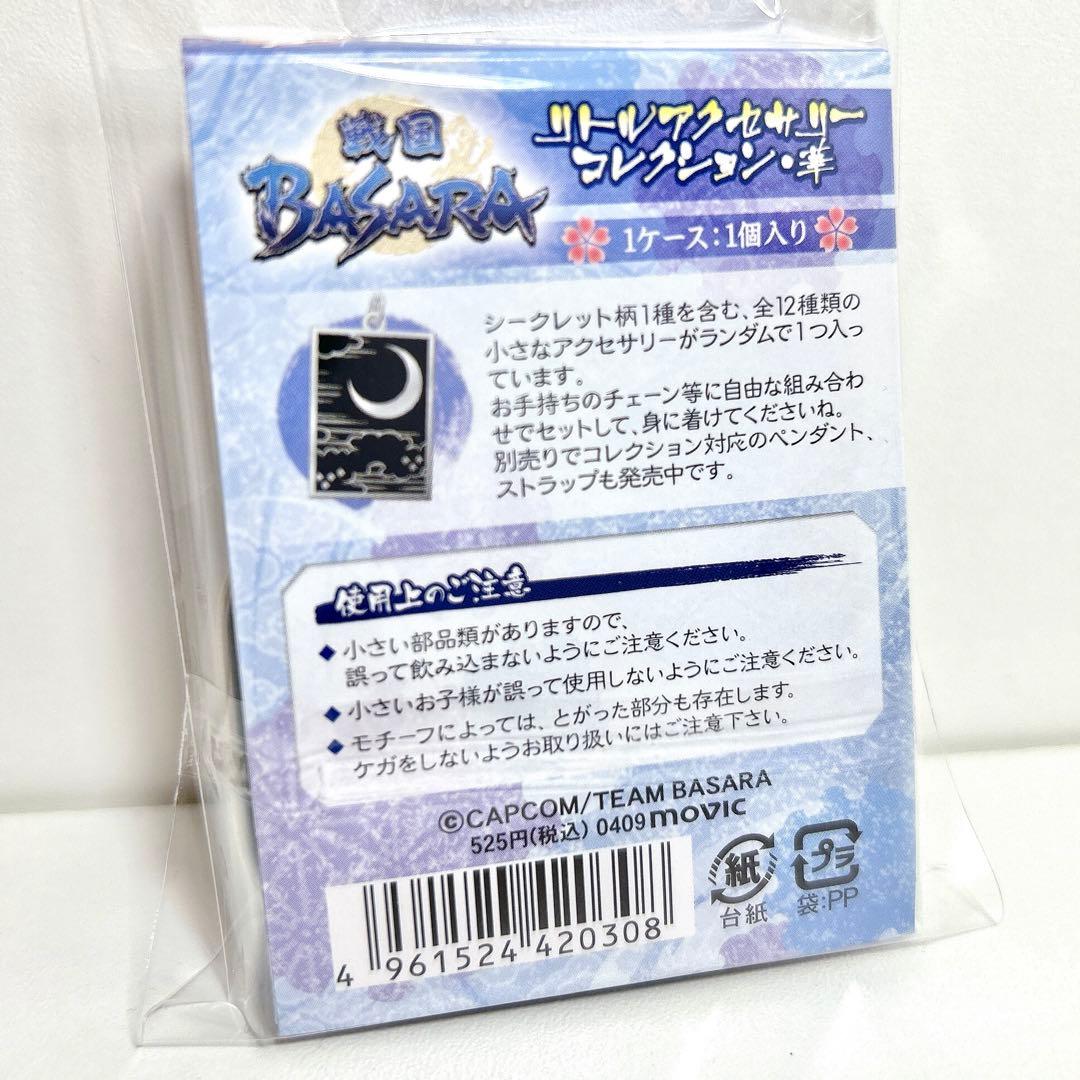 戦国
BASARA
リトルアクセサリー
コレクション・華
1ケース:1個入り
シークレット柄1種を含む、全12種類の
小さなアクセサリーがランダムで1つ入っ
ています。
お手持ちのチェーン等に自由な組み合わ
せでセットして、身に着けてくださいね。
別売りでコレクション対応のペンダント、
ストラップも発売中です。
使用上のご注意
◆小さい部品類がありますので、
誤って飲み込まないようにご注意ください。
◆小さいお子様が誤って使用しないようにご注意ください。
◆モチーフによっては、とがった部分も存在します。
ケガをしないようお取り扱いにはご注意下さい。
©CAPCOM/TEAM BASARA
525円(税込) 0409 movic
紙
台紙
プラ
袋:PP
4 961524 420308